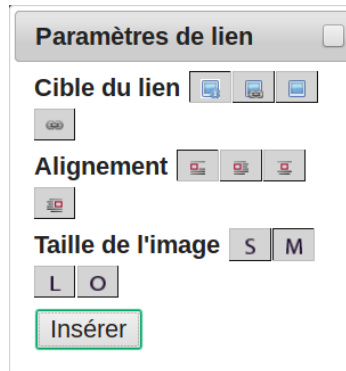 Paramètres de lien
Cible du lien
Alignement
Taille de l'image S M
L O
Insérer